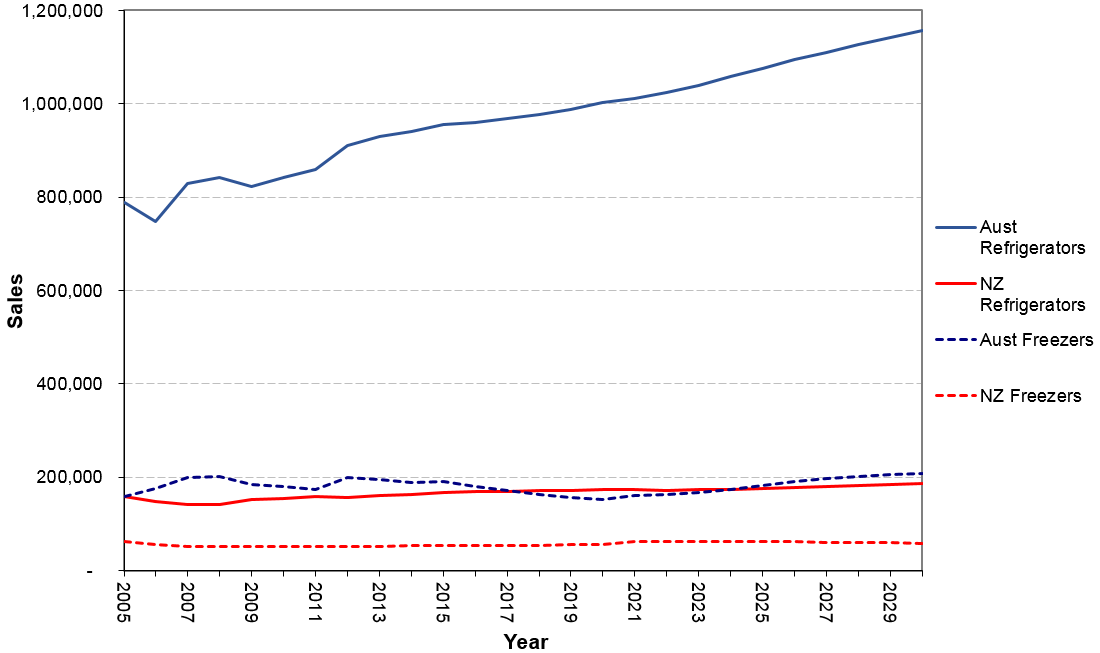 1,200,000
1,000,000
800,000
600,000
400,000
200,000
-
Sales
2005
2007
2009
2011
2013
2015
2017
2019
2021
2023
2025
2027
2029
Year
Aust
Refrigerators
NZ
Refrigerators
Aust Freezers
NZ Freezers